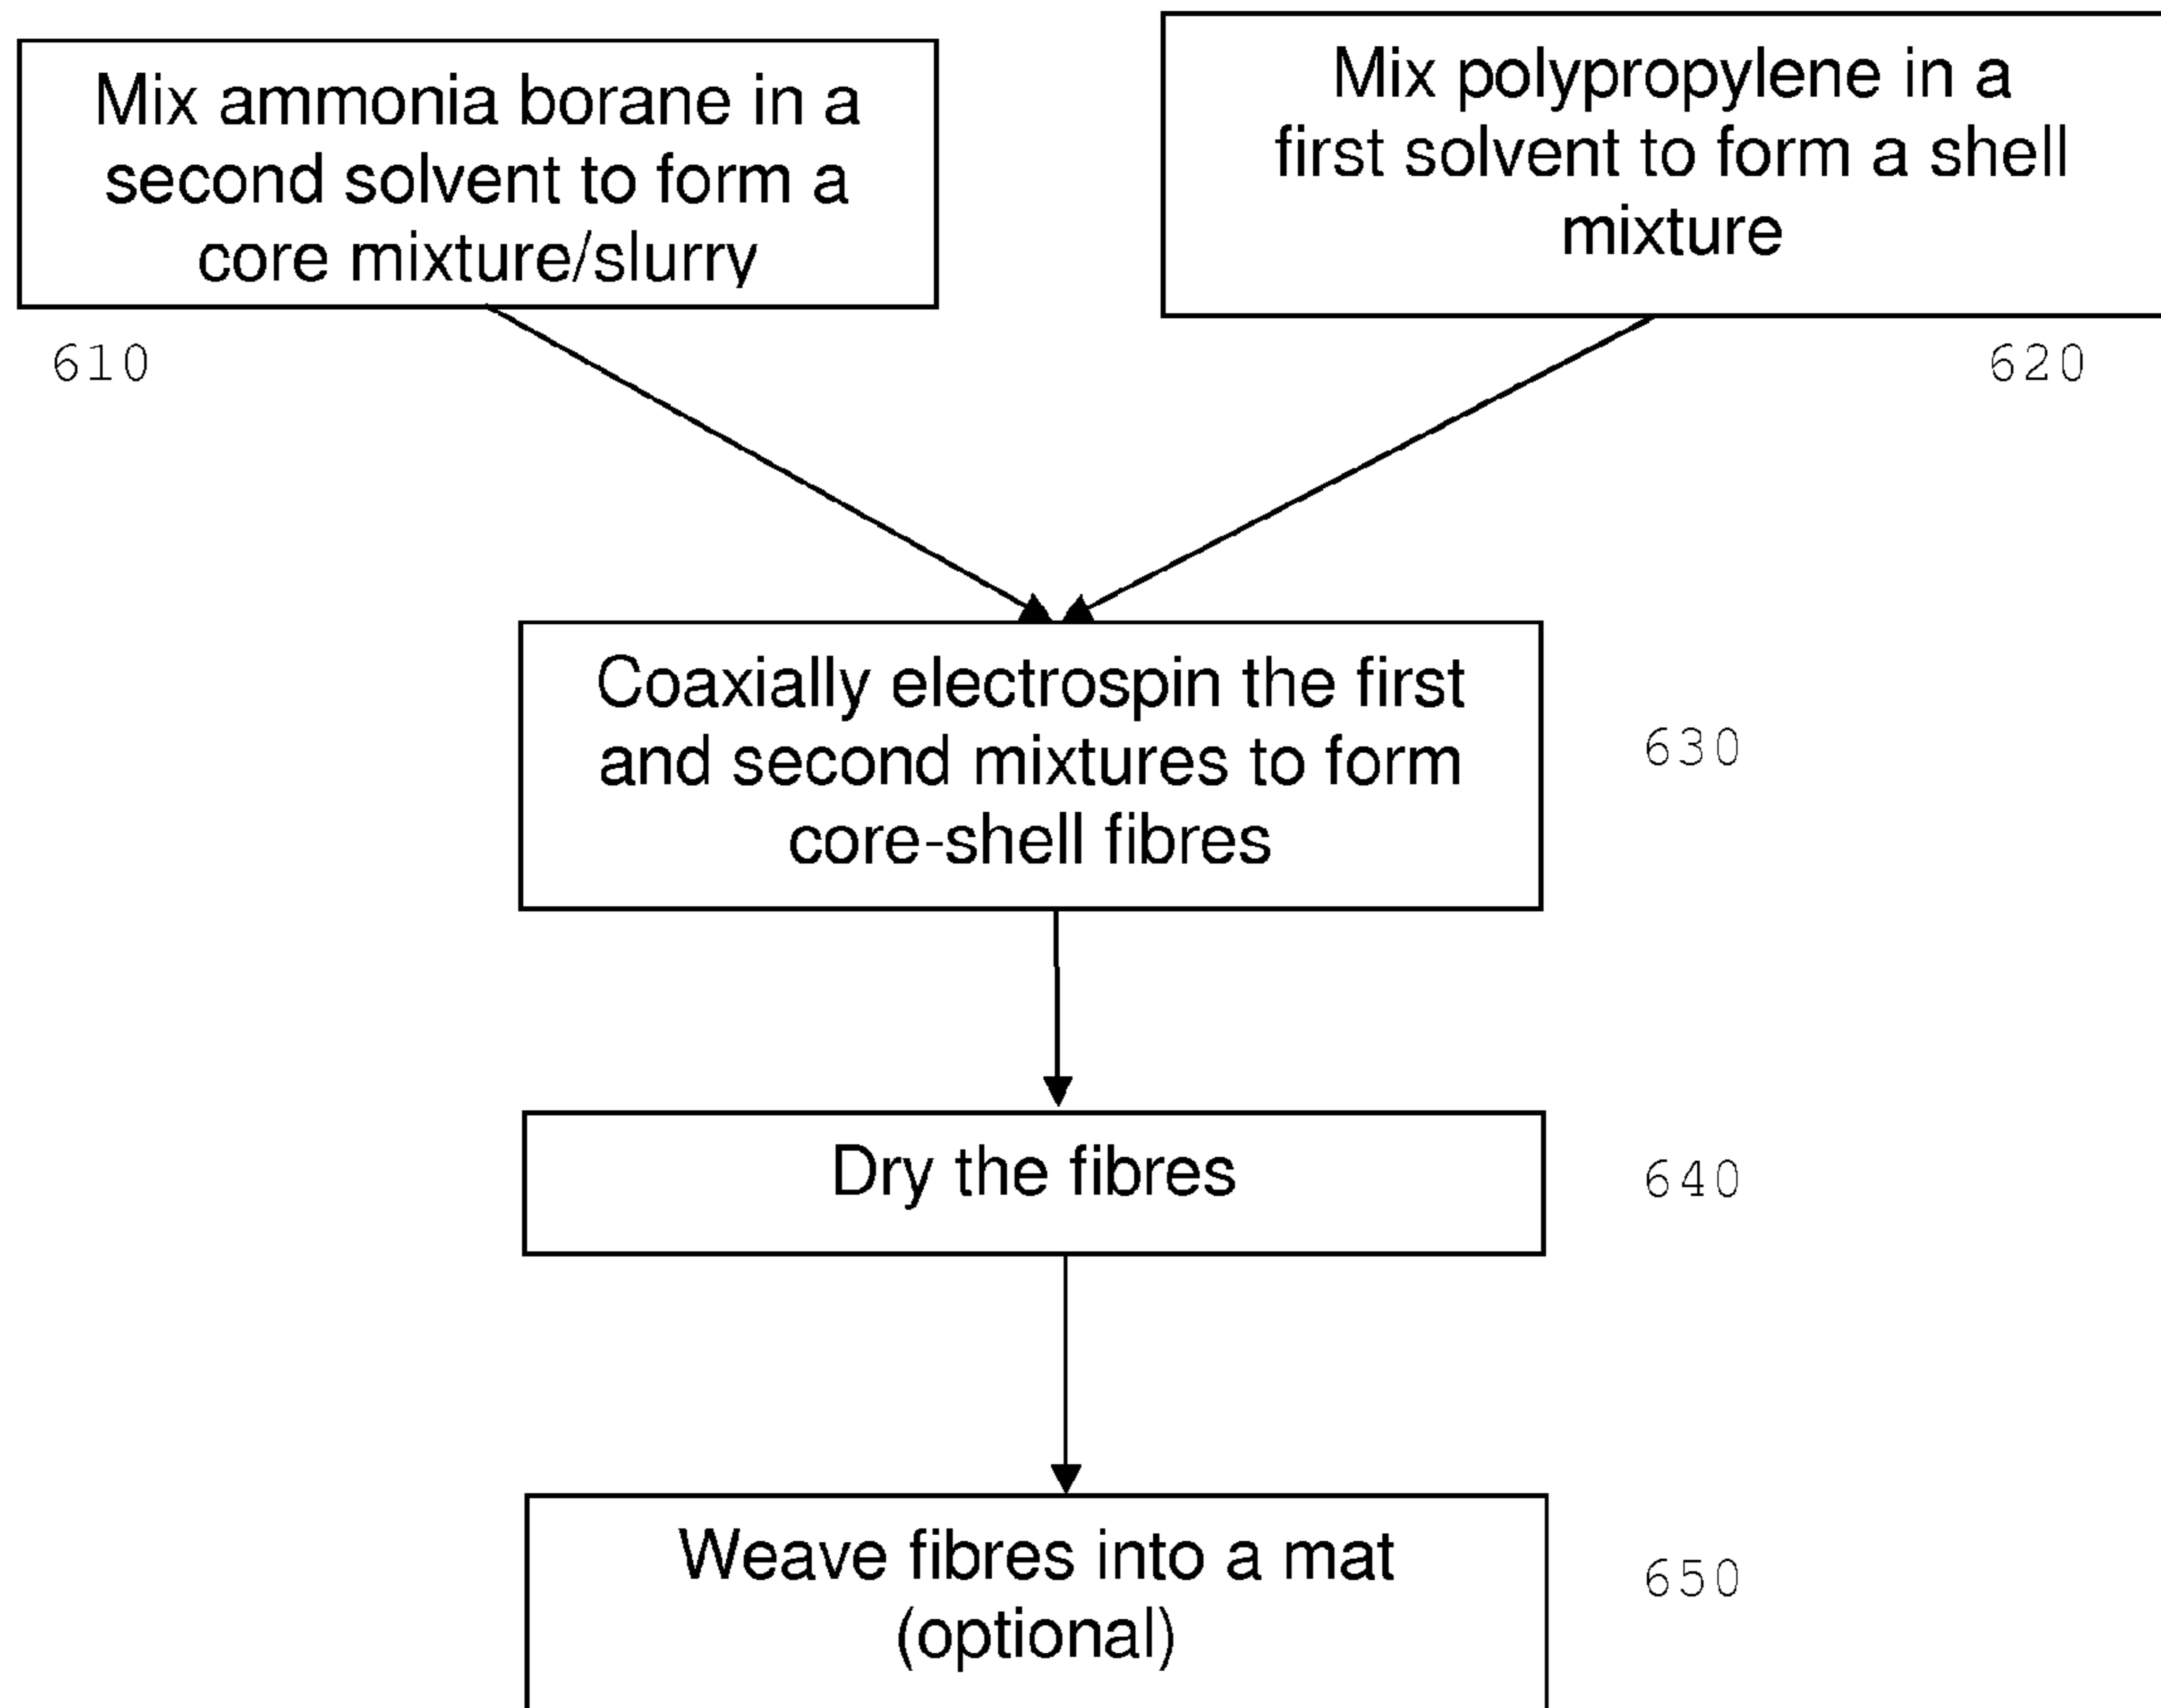 Mix ammonia borane in a
second solvent to form a
core mixture/slurry
610
Mix polypropylene in a
first solvent to form a shell
mixture
620
Coaxially electrospin the first
and second mixtures to form
core-shell fibres
630
Dry the fibres
640
Weave fibres into a mat
(optional)
650